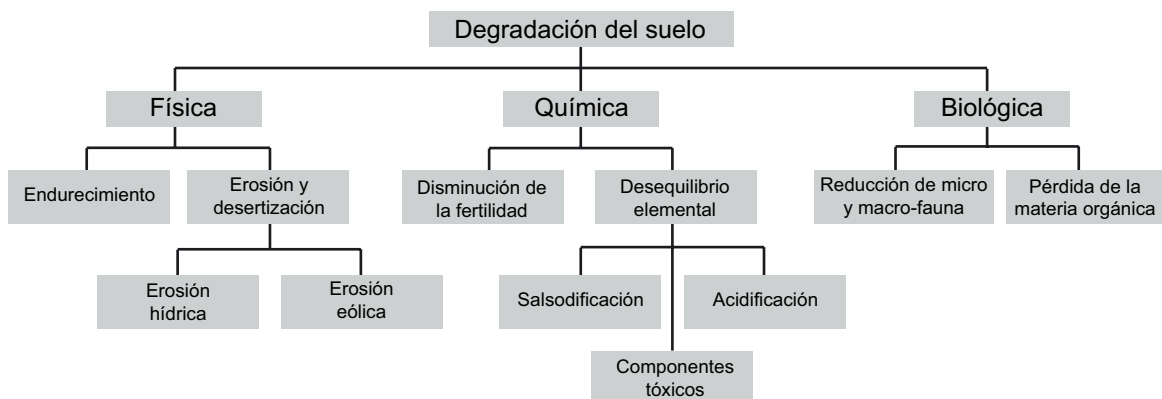 Degradación del suelo
Física
Química
Biológica
Endurecimiento
Erosión y
desertización
Disminución de
la fertilidad
Desequilibrio
elemental
Reducción de micro
y macro-fauna
Pérdida de la
materia orgánica
Erosión
hídrica
Erosión
eólica
Salsodificación
Acidificación
Componentes
tóxicos